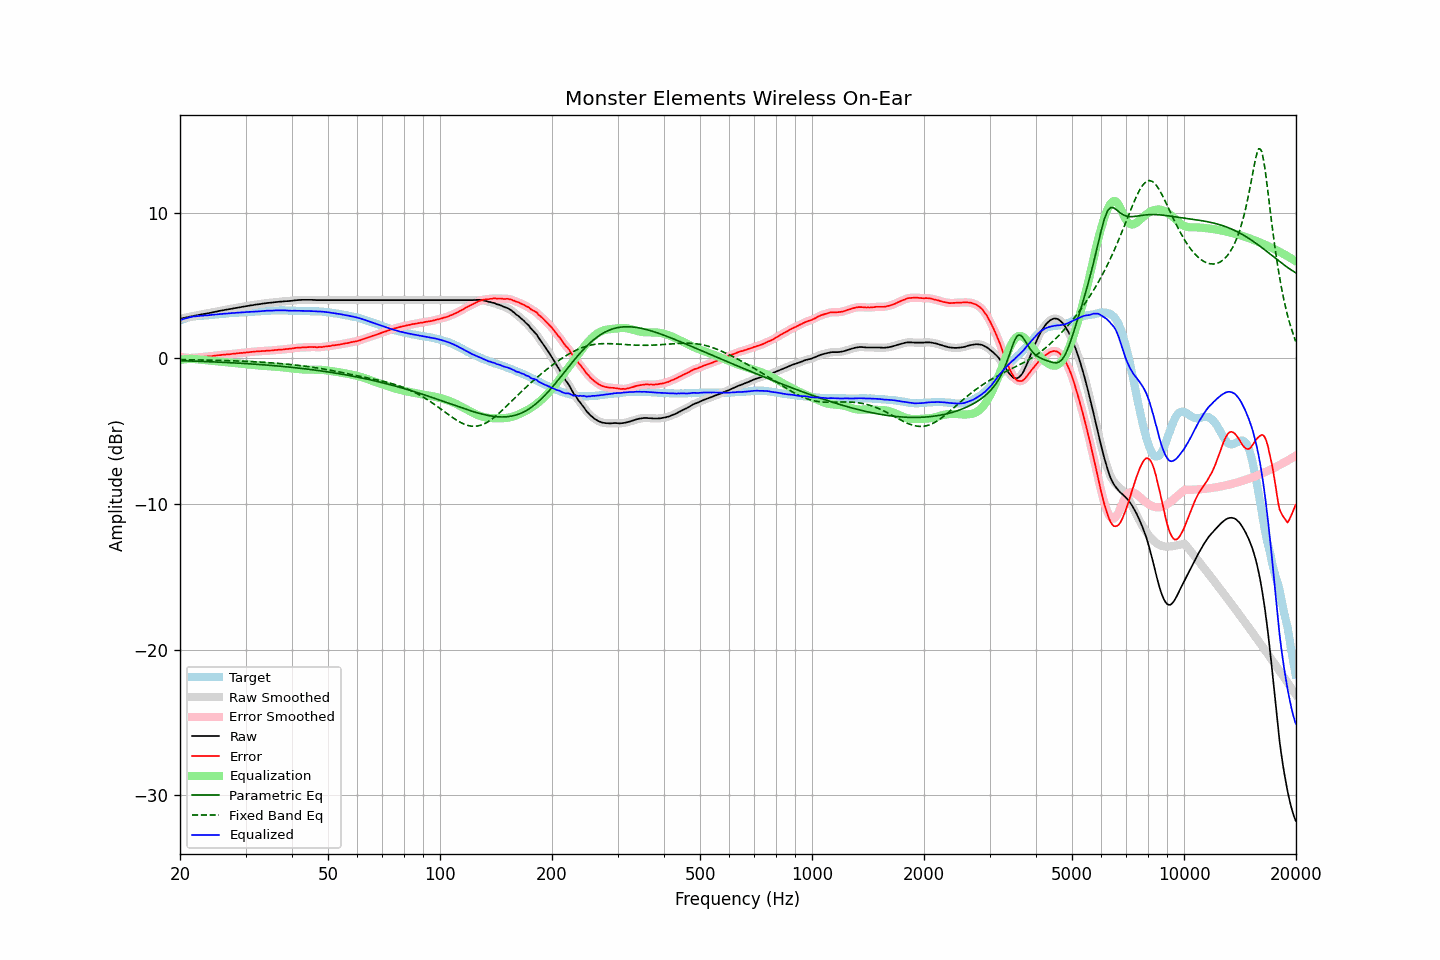 Monster Elements Wireless On-Ear
Amplitude (dBr)
10
0
−10
−20
−30
Target
Raw Smoothed
Error Smoothed
Raw
Error
Equalization
Parametric Eq
Fixed Band Eq
Equalized
20 50 100 200 500 1000 2000 5000 10000 20000
Frequency (Hz)